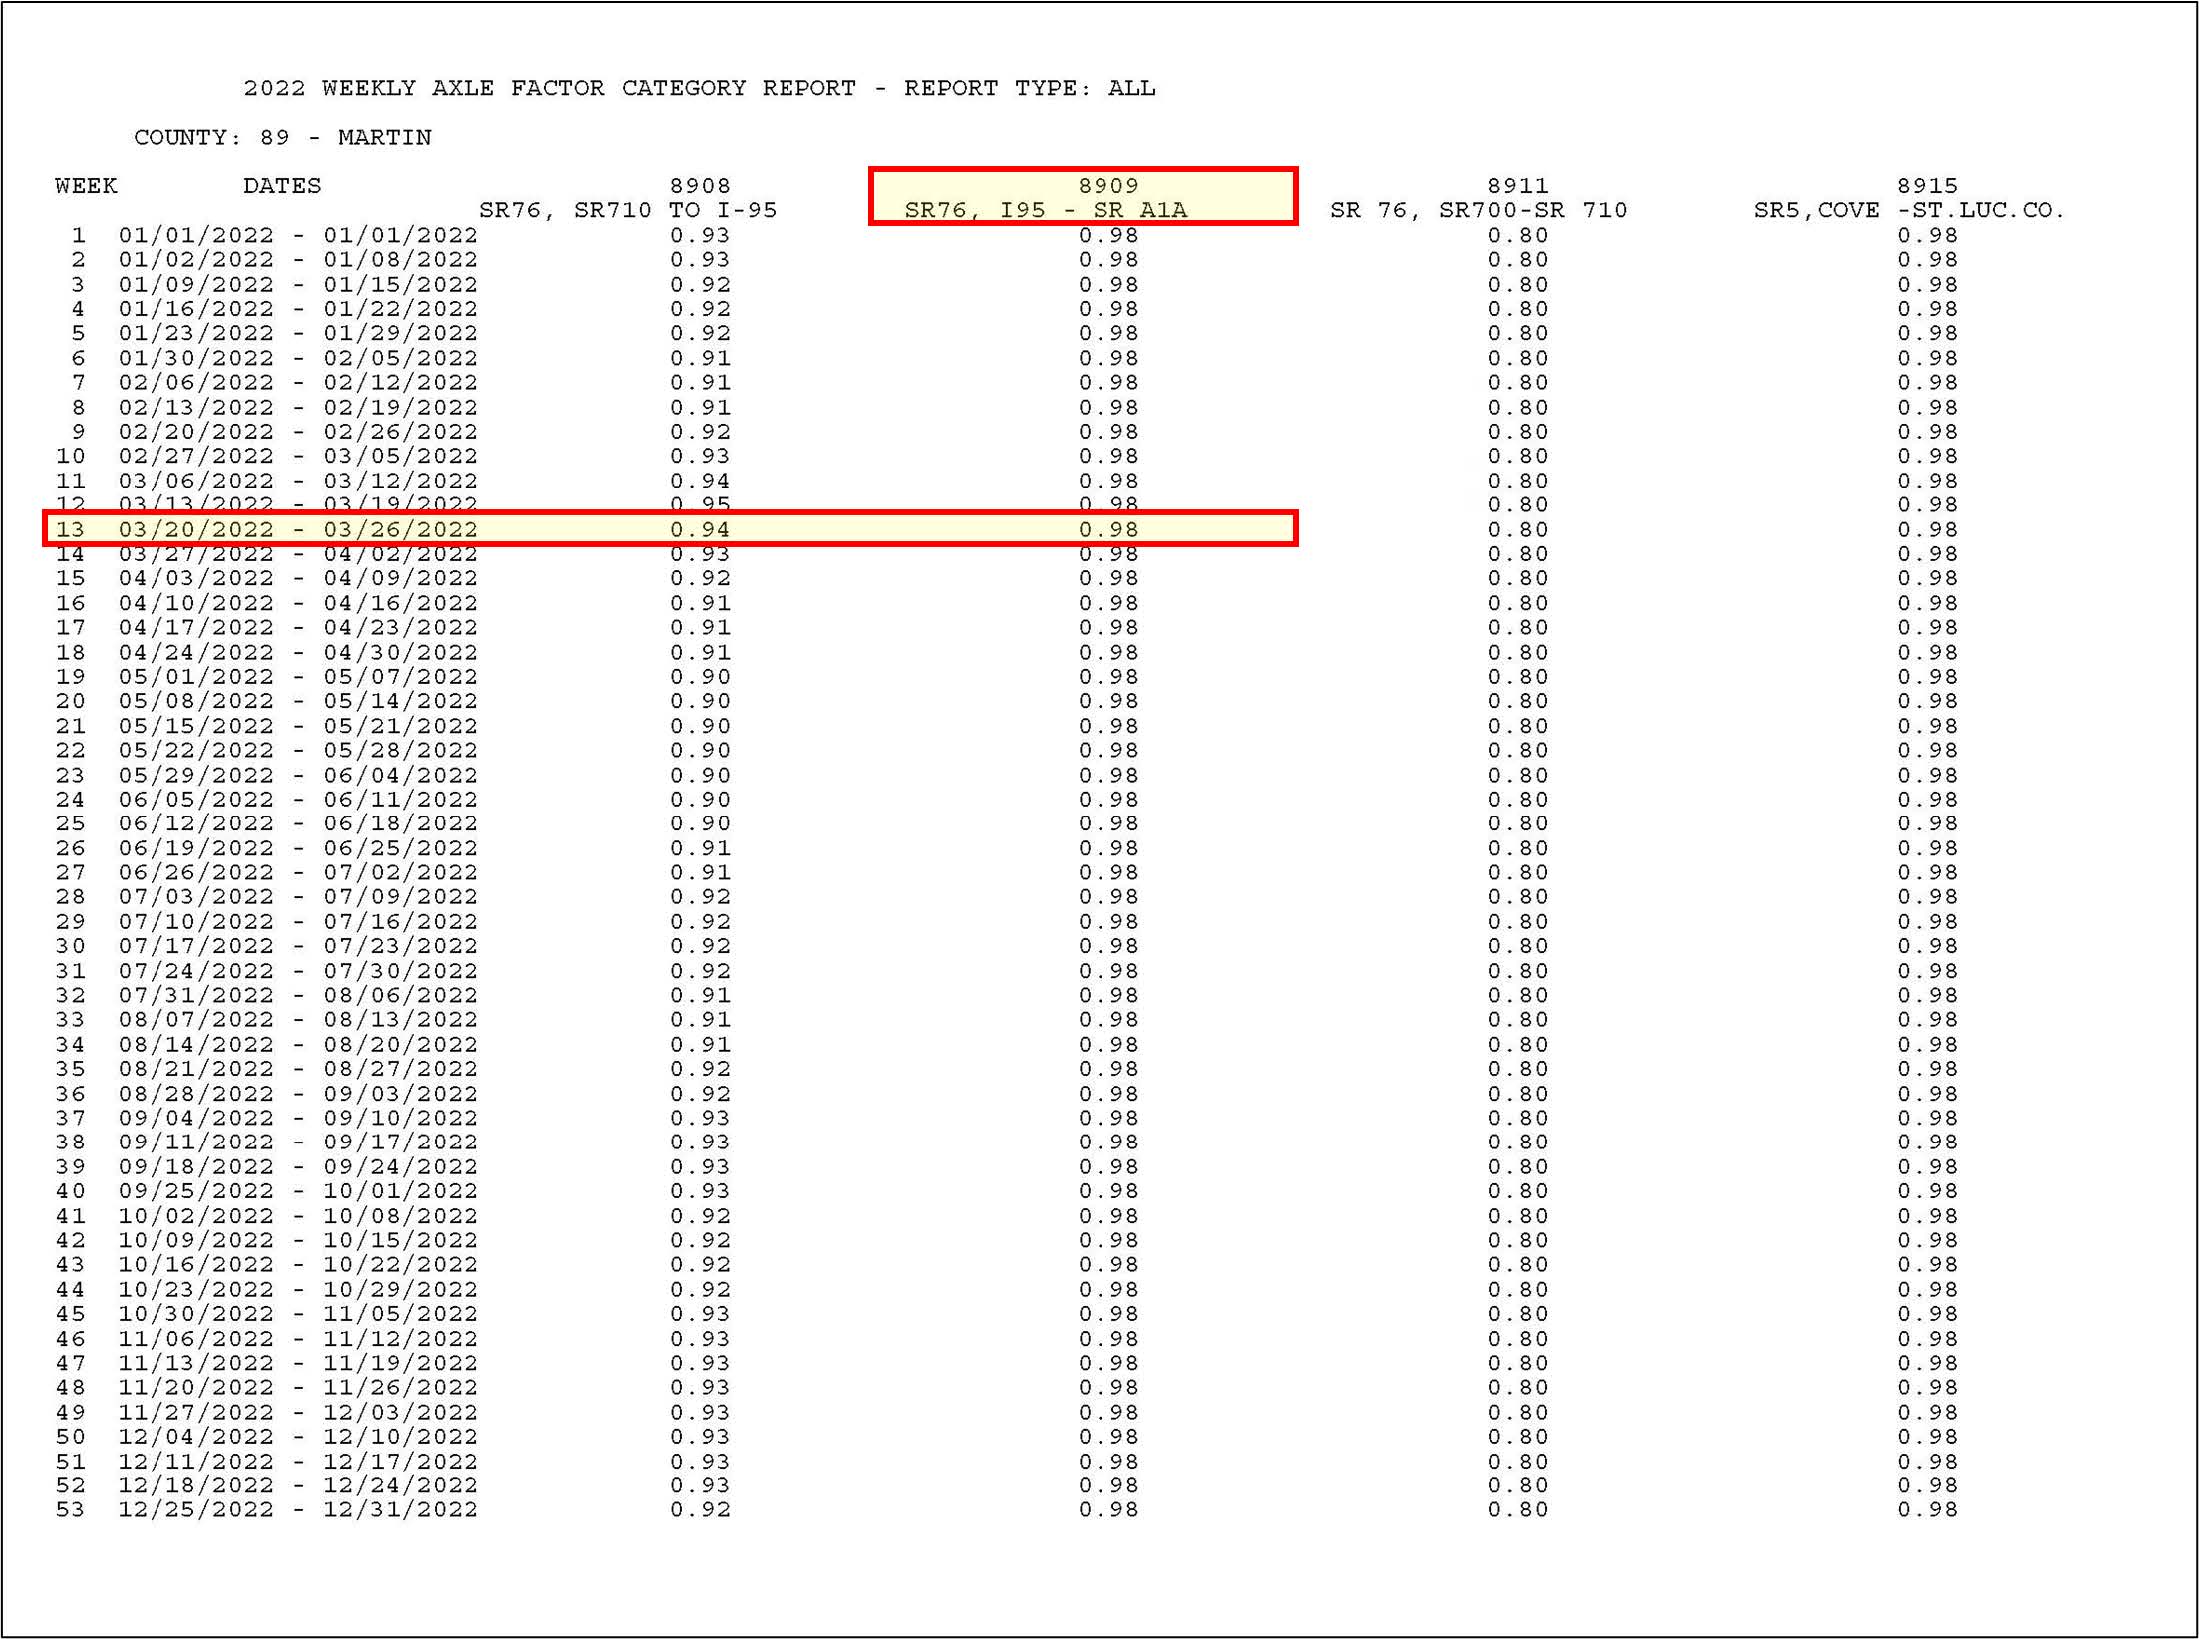 2022 WEEKLY AXLE FACTOR CATEGORY REPORT - REPORT TYPE: ALL
COUNTY: 89 - MARTIN
WEEK DATES 8908 8909 8911 8915
SR76, SR710 TO I-95 SR76, I95 - SR A1A SR 76, SR700-SR 710 SR5,COVE -ST.LUC.CO.
1 01/01/2022 - 01/01/2022 0.93 0.98 0.80 0.98
2 01/02/2022 - 01/08/2022 0.93 0.98 0.80 0.98
3 01/09/2022 - 01/15/2022 0.92 0.98 0.80 0.98
4 01/16/2022 - 01/22/2022 0.92 0.98 0.80 0.98
5 01/23/2022 - 01/29/2022 0.92 0.98 0.80 0.98
6 01/30/2022 - 02/05/2022 0.91 0.98 0.80 0.98
7 02/06/2022 - 02/12/2022 0.91 0.98 0.80 0.98
8 02/13/2022 - 02/19/2022 0.91 0.98 0.80 0.98
9 02/20/2022 - 02/26/2022 0.92 0.98 0.80 0.98
10 02/27/2022 - 03/05/2022 0.93 0.98 0.80 0.98
11 03/06/2022 - 03/12/2022 0.94 0.98 0.80 0.98
12 03/13/2022 - 03/19/2022 0.95 0.98 0.80 0.98
13 03/20/2022 - 03/26/2022 0.94 0.98 0.80 0.98
14 03/27/2022 - 04/02/2022 0.93 0.98 0.80 0.98
15 04/03/2022 - 04/09/2022 0.92 0.98 0.80 0.98
16 04/10/2022 - 04/16/2022 0.91 0.98 0.80 0.98
17 04/17/2022 - 04/23/2022 0.91 0.98 0.80 0.98
18 04/24/2022 - 04/30/2022 0.91 0.98 0.80 0.98
19 05/01/2022 - 05/07/2022 0.90 0.98 0.80 0.98
20 05/08/2022 - 05/14/2022 0.90 0.98 0.80 0.98
21 05/15/2022 - 05/21/2022 0.90 0.98 0.80 0.98
22 05/22/2022 - 05/28/2022 0.90 0.98 0.80 0.98
23 05/29/2022 - 06/04/2022 0.90 0.98 0.80 0.98
24 06/05/2022 - 06/11/2022 0.90 0.98 0.80 0.98
25 06/12/2022 - 06/18/2022 0.90 0.98 0.80 0.98
26 06/19/2022 - 06/25/2022 0.91 0.98 0.80 0.98
27 06/26/2022 - 07/02/2022 0.91 0.98 0.80 0.98
28 07/03/2022 - 07/09/2022 0.92 0.98 0.80 0.98
29 07/10/2022 - 07/16/2022 0.92 0.98 0.80 0.98
30 07/17/2022 - 07/23/2022 0.92 0.98 0.80 0.98
31 07/24/2022 - 07/30/2022 0.92 0.98 0.80 0.98
32 07/31/2022 - 08/06/2022 0.91 0.98 0.80 0.98
33 08/07/2022 - 08/13/2022 0.91 0.98 0.80 0.98
34 08/14/2022 - 08/20/2022 0.91 0.98 0.80 0.98
35 08/21/2022 - 08/27/2022 0.92 0.98 0.80 0.98
36 08/28/2022 - 09/03/2022 0.92 0.98 0.80 0.98
37 09/04/2022 - 09/10/2022 0.93 0.98 0.80 0.98
38 09/11/2022 - 09/17/2022 0.93 0.98 0.80 0.98
39 09/18/2022 - 09/24/2022 0.93 0.98 0.80 0.98
40 09/25/2022 - 10/01/2022 0.93 0.98 0.80 0.98
41 10/02/2022 - 10/08/2022 0.92 0.98 0.80 0.98
42 10/09/2022 - 10/15/2022 0.92 0.98 0.80 0.98
43 10/16/2022 - 10/22/2022 0.92 0.98 0.80 0.98
44 10/23/2022 - 10/29/2022 0.92 0.98 0.80 0.98
45 10/30/2022 - 11/05/2022 0.93 0.98 0.80 0.98
46 11/06/2022 - 11/12/2022 0.93 0.98 0.80 0.98
47 11/13/2022 - 11/19/2022 0.93 0.98 0.80 0.98
48 11/20/2022 - 11/26/2022 0.93 0.98 0.80 0.98
49 11/27/2022 - 12/03/2022 0.93 0.98 0.80 0.98
50 12/04/2022 - 12/10/2022 0.93 0.98 0.80 0.98
51 12/11/2022 - 12/17/2022 0.93 0.98 0.80 0.98
52 12/18/2022 - 12/24/2022 0.93 0.98 0.80 0.98
53 12/25/2022 - 12/31/2022 0.92 0.98 0.80 0.98